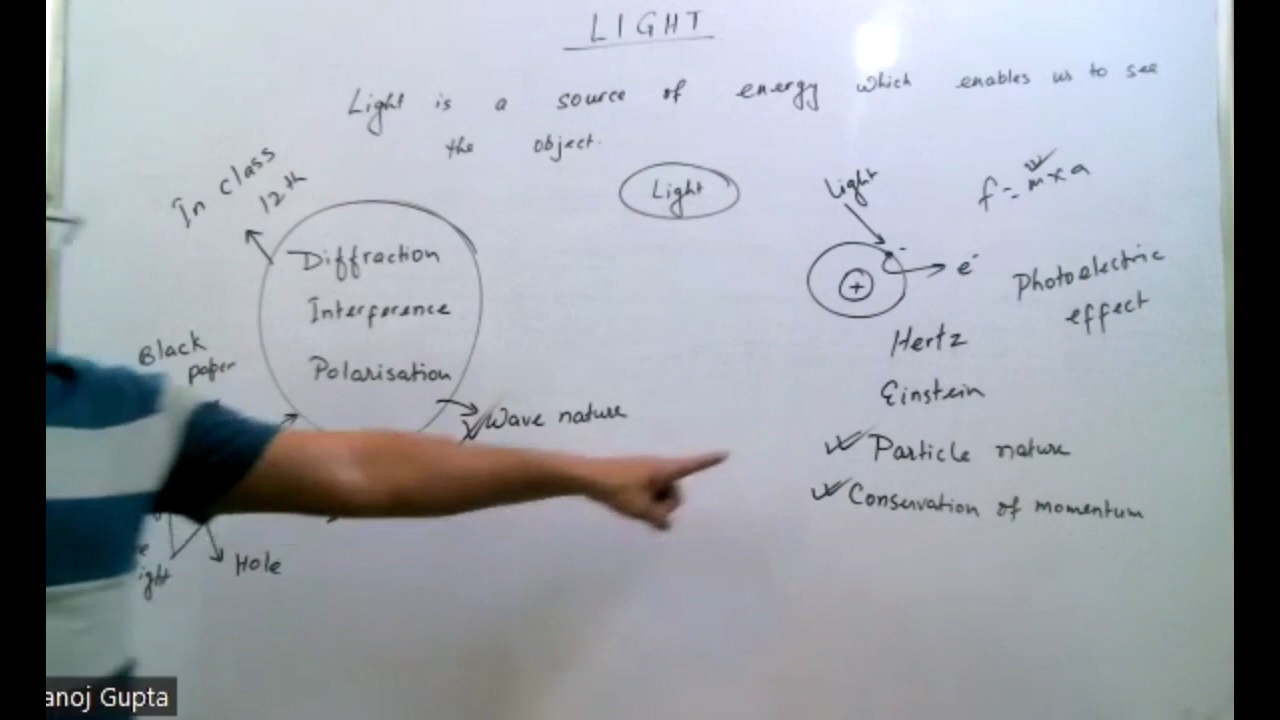 LIGHT
Light is a source of energy which enables us to see
the object.
In class
12th
Diffraction
Interference
Polarisation
Wave nature
Black
paper
Hole
Light
Light
f = m x a
e-
Photoelectric
effect
Hertz
Einstein
Particle nature
Conservation of momentum
anoj Gupta